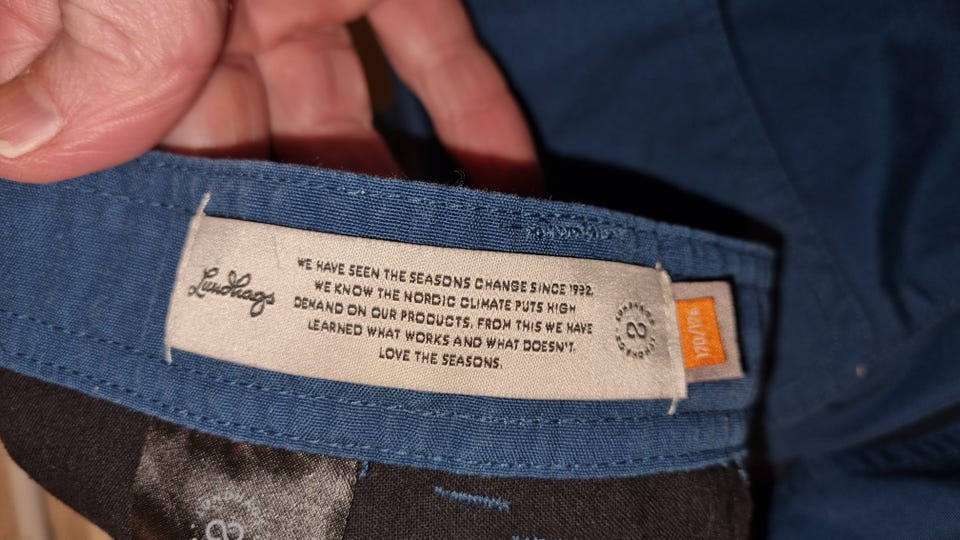 Lundhags
WE HAVE SEEN THE SEASONS CHANGE SINCE 1932.
WE KNOW THE NORDIC CLIMATE PUTS HIGH
DEMAND ON OUR PRODUCTS. FROM THIS WE HAVE
LEARNED WHAT WORKS AND WHAT DOESN'T.
LOVE THE SEASONS.